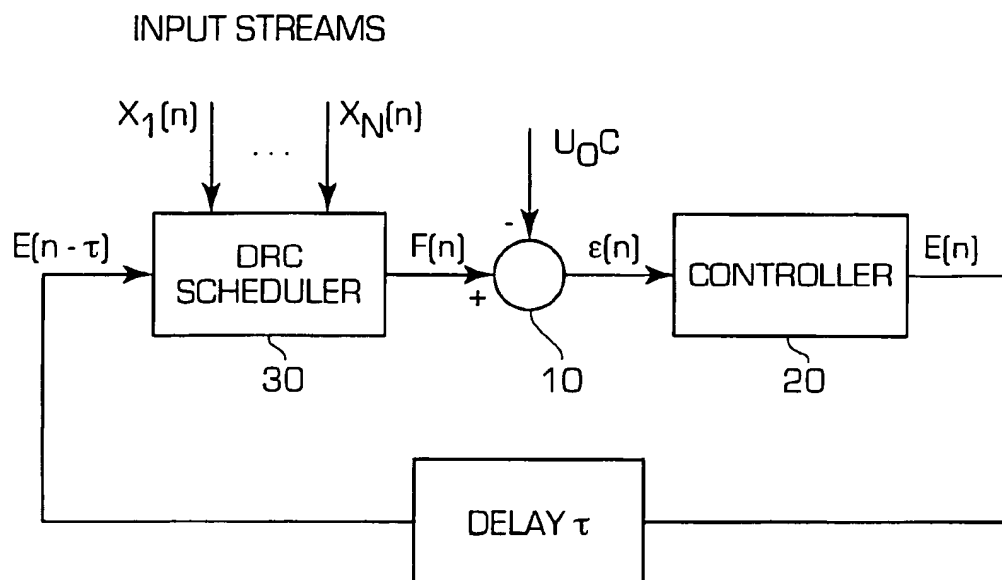 INPUT STREAMS
X1(n) ... XN(n)
U0C
-
E(n - τ)
DRC
SCHEDULER
F(n)
+
ε(n)
CONTROLLER
E(n)
30
10
20
DELAY τ